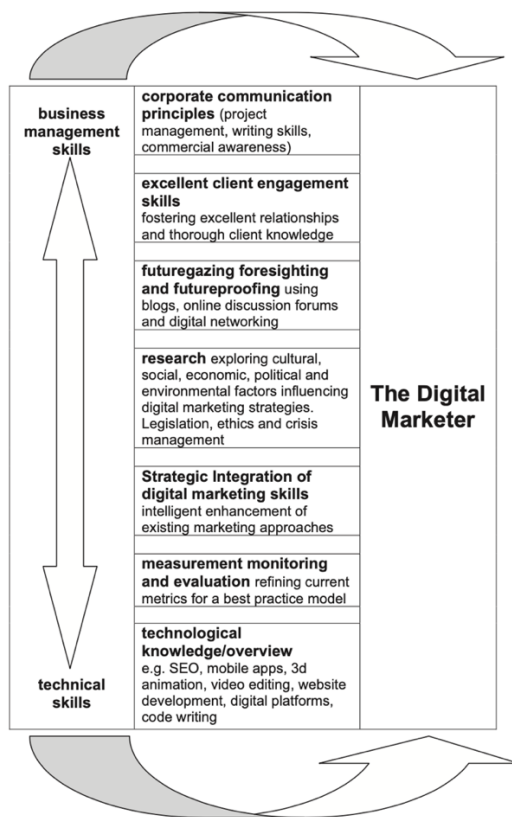 business
management
skills
corporate communication
principles (project
management, writing skills,
commercial awareness)
excellent client engagement
skills
fostering excellent relationships
and thorough client knowledge
futuregazing foresighting
and futureproofing using
blogs, online discussion forums
and digital networking
research exploring cultural,
social, economic, political and
environmental factors influencing
digital marketing strategies.
Legislation, ethics and crisis
management
Strategic Integration of
digital marketing skills
intelligent enhancement of
existing marketing approaches
measurement monitoring
and evaluation refining current
metrics for a best practice model
technological
knowledge/overview
e.g. SEO, mobile apps, 3d
animation, video editing, website
development, digital platforms,
code writing
technical
skills
The Digital
Marketer